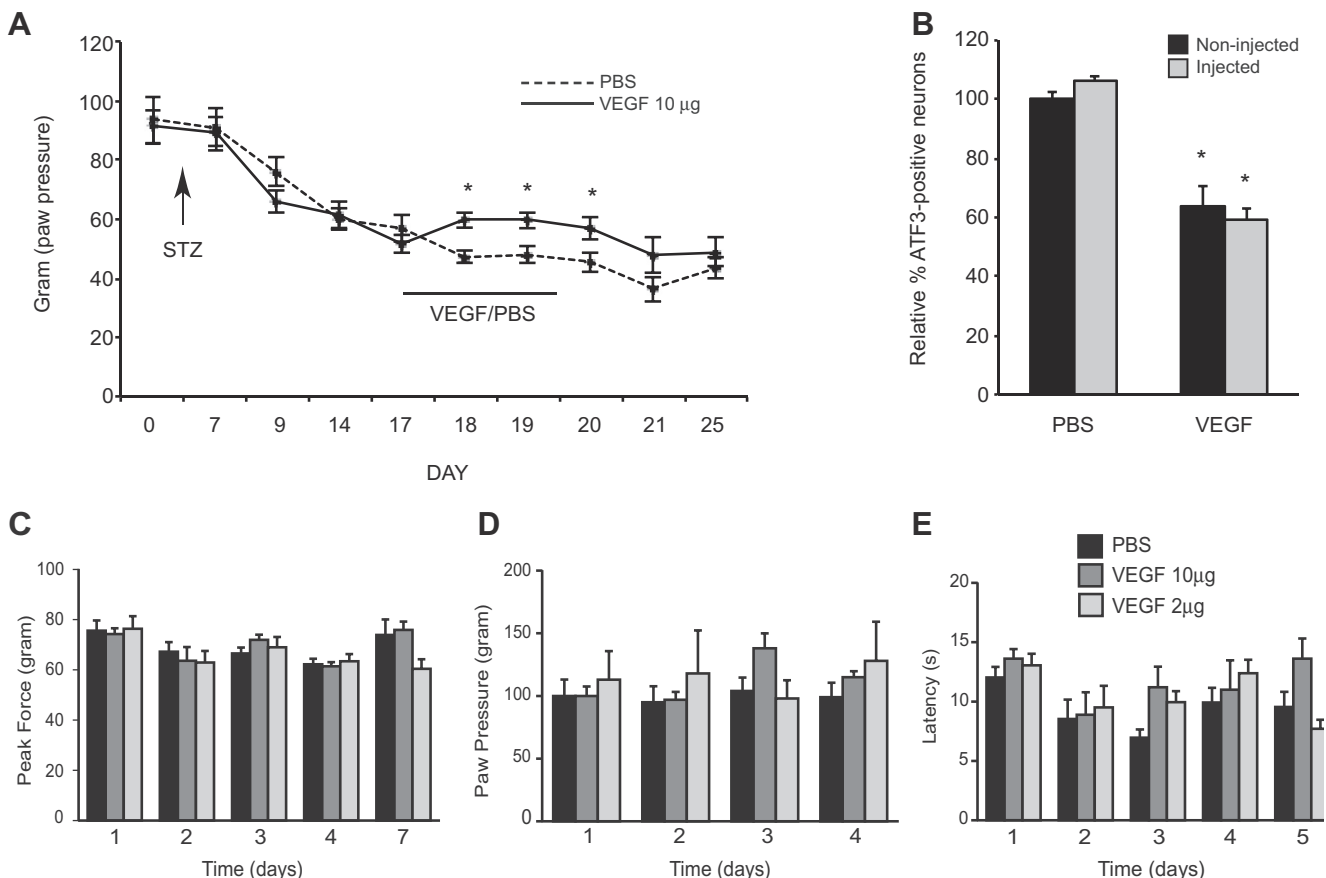 A
Gram (paw pressure)
120
100
80
60
40
20
0
PBS
VEGF 10 µg
STZ
* * *
VEGF/PBS
0 7 9 14 17 18 19 20 21 25
DAY
B
Relative % ATF3-positive neurons
120
100
80
60
40
20
0
Non-injected
Injected
* *
PBS VEGF
C
Peak Force (gram)
100
80
60
40
20
0
1 2 3 4 7
Time (days)
D
Paw Pressure (gram)
200
150
100
50
0
1 2 3 4
Time (days)
E
PBS
VEGF 10µg
VEGF 2µg
Latency (s)
20
15
10
5
0
1 2 3 4 5
Time (days)